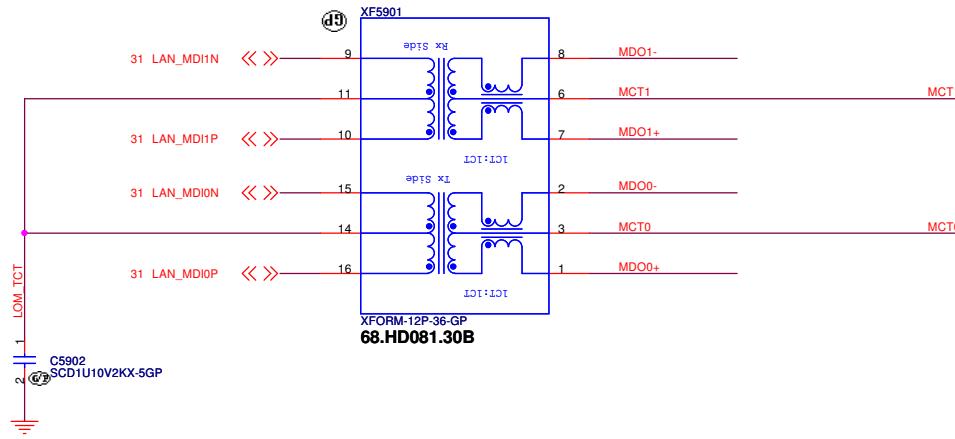 GP
XF5901
Rx Side
31 LAN_MDI1N
9
8
MDO1-
11
6
MCT1
MCT
31 LAN_MDI1P
10
7
MDO1+
1CT:1CT
Tx Side
31 LAN_MDI0N
15
2
MDO0-
14
3
MCT0
31 LAN_MDI0P
16
1
MDO0+
1CT:1CT
LOM_TCT
XFORM-12P-36-GP
68.HD081.30B
1
C5902
SCD1U10V2KX-5GP
2
G/P